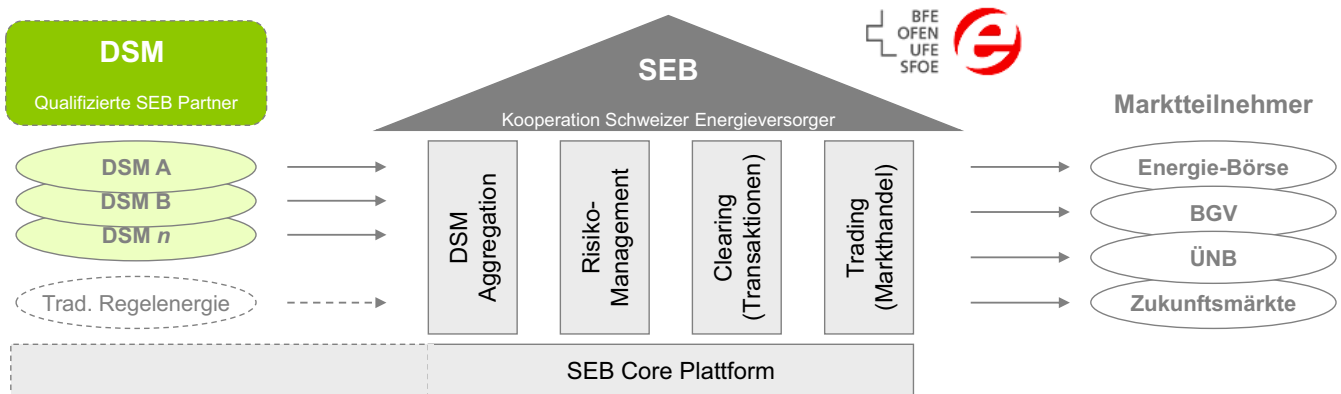 DSM
Qualifizierte SEB Partner
DSM A
DSM B
DSM n
Trad. Regelenergie
SEB
Kooperation Schweizer Energieversorger
DSM
Aggregation
Risiko-
Management
Clearing
(Transaktionen)
Trading
(Markthandel)
SEB Core Plattform
BFE
OFEN
UFE
SFOE
e
Marktteilnehmer
Energie-Börse
BGV
ÜNB
Zukunftsmärkte